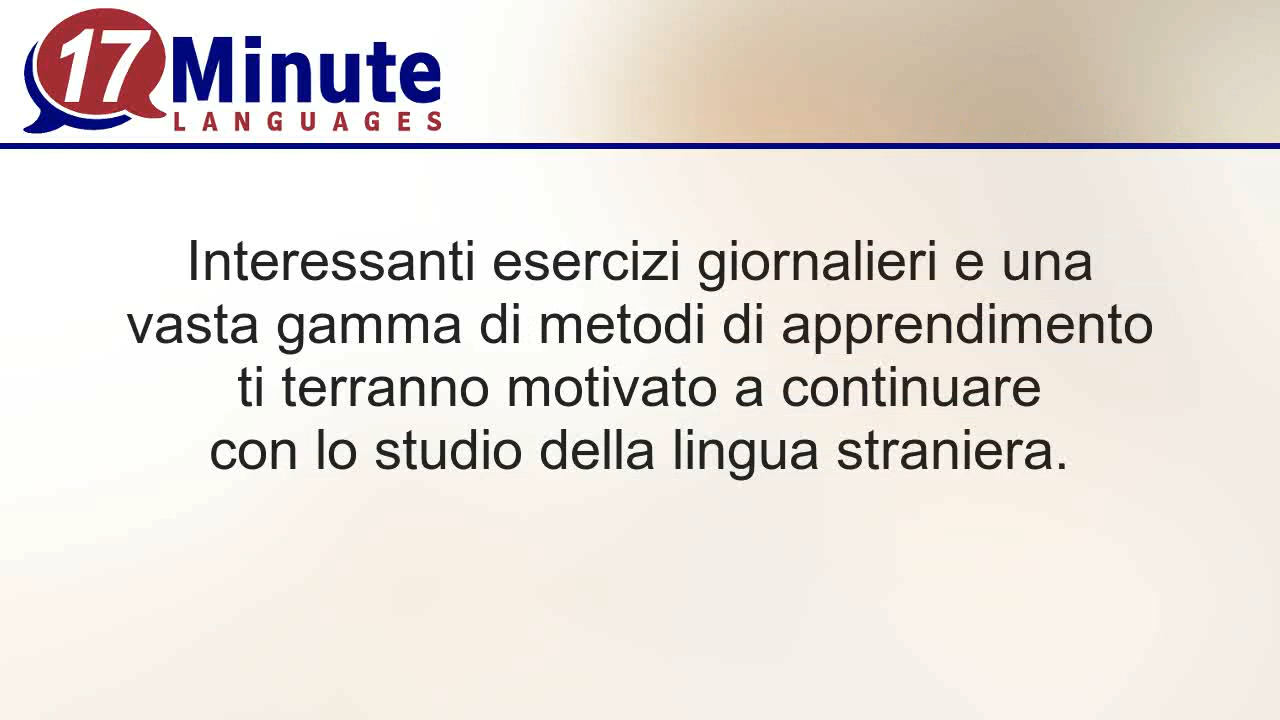 17 Minute
LANGUAGES
Interessanti esercizi giornalieri e una
vasta gamma di metodi di apprendimento
ti terranno motivato a continuare
con lo studio della lingua straniera.